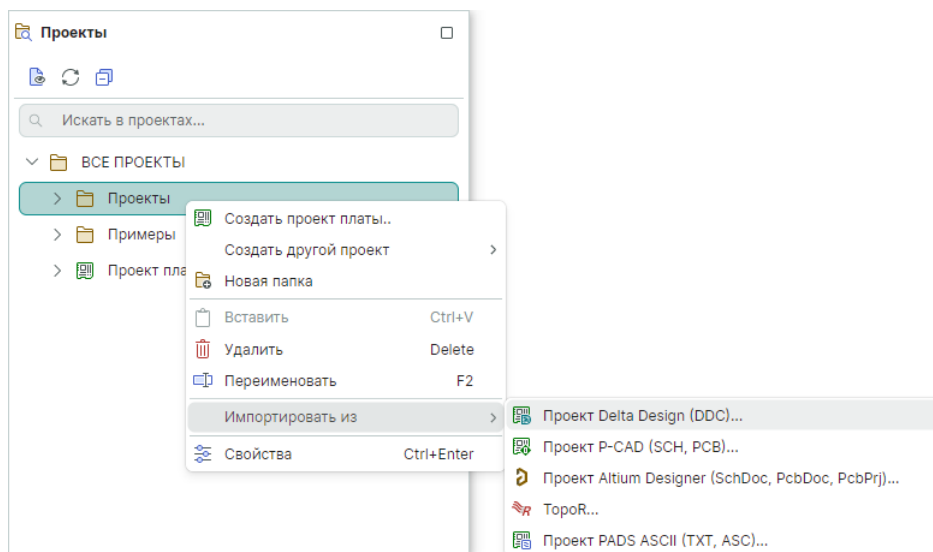 Проекты
Искать в проектах...
ВСЕ ПРОЕКТЫ
Проекты
Примеры
Проект пла
Создать проект платы..
Создать другой проект
Новая папка
Вставить Ctrl+V
Удалить Delete
Переименовать F2
Импортировать из
Свойства Ctrl+Enter
Проект Delta Design (DDC)...
Проект P-CAD (SCH, PCB)...
Проект Altium Designer (SchDoc, PcbDoc, PcbPrj)...
TopoR...
Проект PADS ASCII (TXT, ASC)...